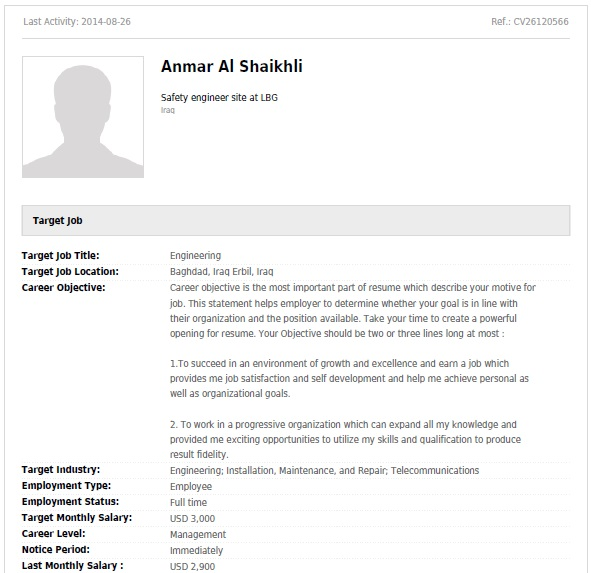 Last Activity: 2014-08-26 Ref.: CV26120566
Anmar Al Shaikhli
Safety engineer site at LBG
Iraq
Target Job
Target Job Title: Engineering
Target Job Location: Baghdad, Iraq Erbil, Iraq
Career Objective: Career objective is the most important part of resume which describe your motive for
job. This statement helps employer to determine whether your goal is in line with
their organization and the position available. Take your time to create a powerful
opening for resume. Your Objective should be two or three lines long at most :
1.To succeed in an environment of growth and excellence and earn a job which
provides me job satisfaction and self development and help me achieve personal as
well as organizational goals.
2. To work in a progressive organization which can expand all my knowledge and
provided me exciting opportunities to utilize my skills and qualification to produce
result fidelity.
Target Industry: Engineering; Installation, Maintenance, and Repair; Telecommunications
Employment Type: Employee
Employment Status: Full time
Target Monthly Salary: USD 3,000
Career Level: Management
Notice Period: Immediately
Last Monthly Salary : USD 2,900